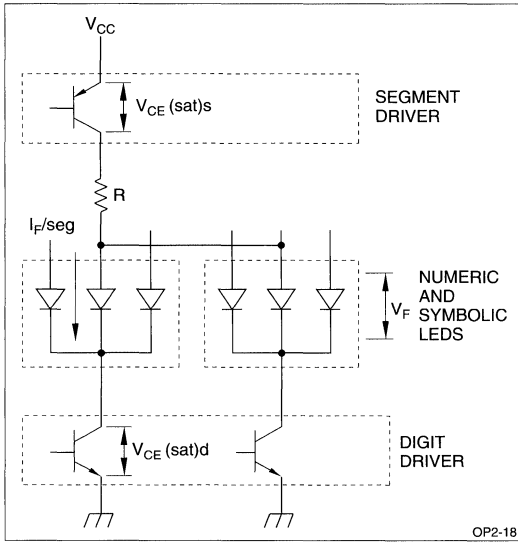 V_CC
V_CE (sat)s
SEGMENT
DRIVER
R
I_F/seg
V_F
NUMERIC
AND
SYMBOLIC
LEDS
V_CE (sat)d
DIGIT
DRIVER
OP2-18